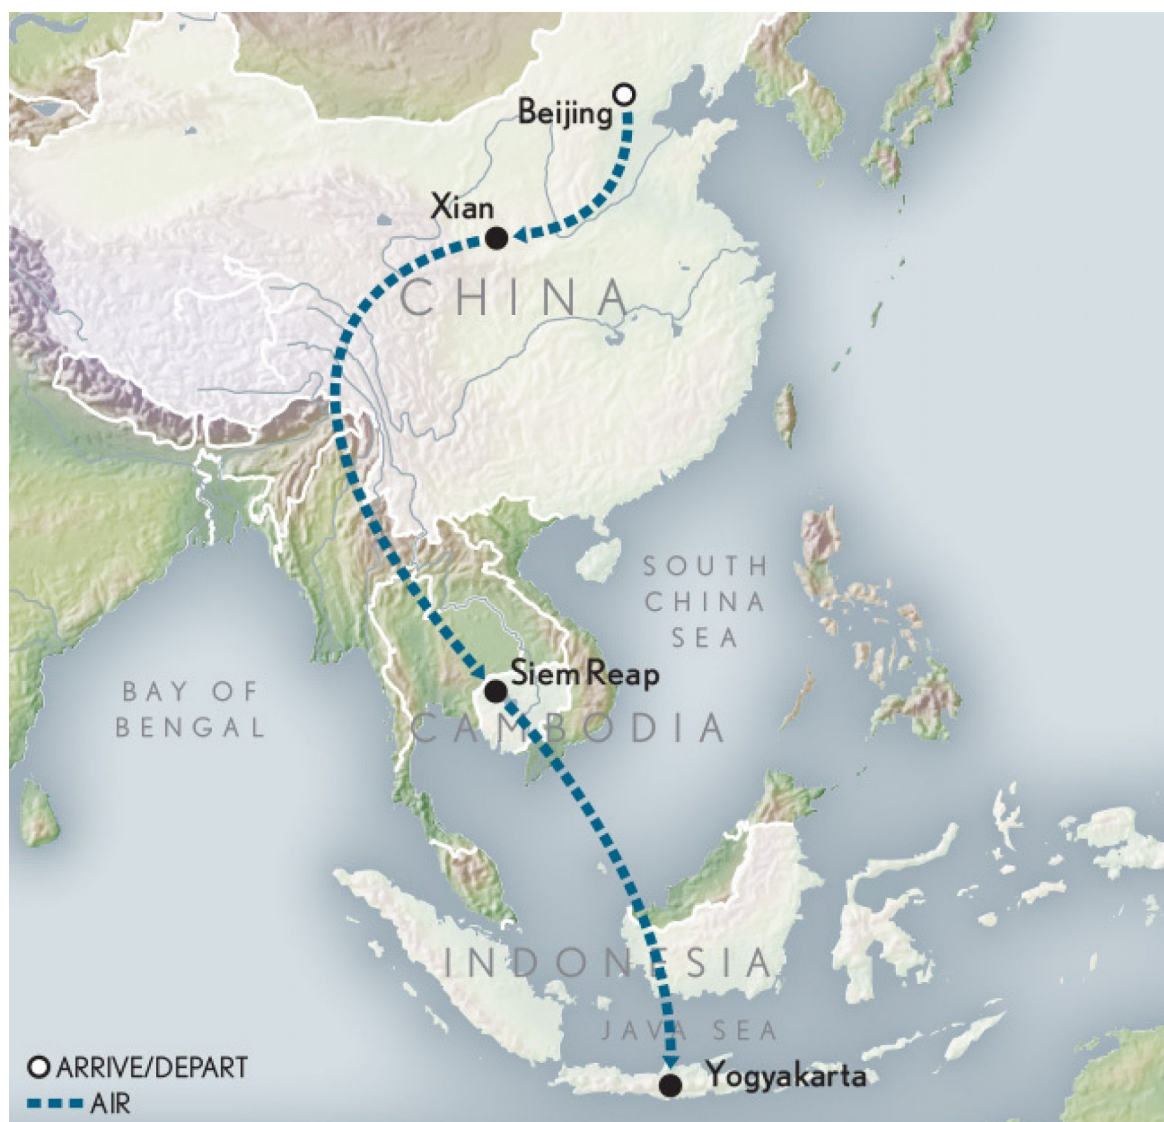 Beijing
Xian
CHINA
SOUTH
CHINA
SEA
Siem Reap
BAY OF
BENGAL
CAMBODIA
INDONESIA
JAVA SEA
Yogyakarta
ARRIVE/DEPART
AIR